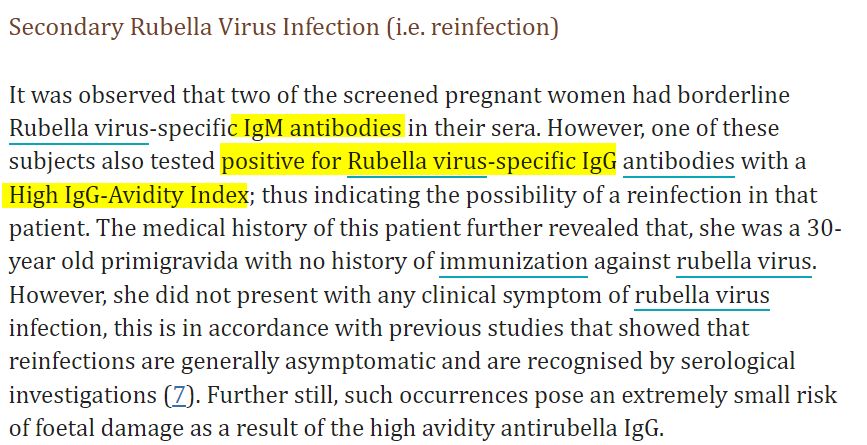 Secondary Rubella Virus Infection (i.e. reinfection)
It was observed that two of the screened pregnant women had borderline
Rubella virus-specific IgM antibodies in their sera. However, one of these
subjects also tested positive for Rubella virus-specific IgG antibodies with a
High IgG-Avidity Index; thus indicating the possibility of a reinfection in that
patient. The medical history of this patient further revealed that, she was a 30-
year old primigravida with no history of immunization against rubella virus.
However, she did not present with any clinical symptom of rubella virus
infection, this is in accordance with previous studies that showed that
reinfections are generally asymptomatic and are recognised by serological
investigations (7). Further still, such occurrences pose an extremely small risk
of foetal damage as a result of the high avidity antirubella IgG.